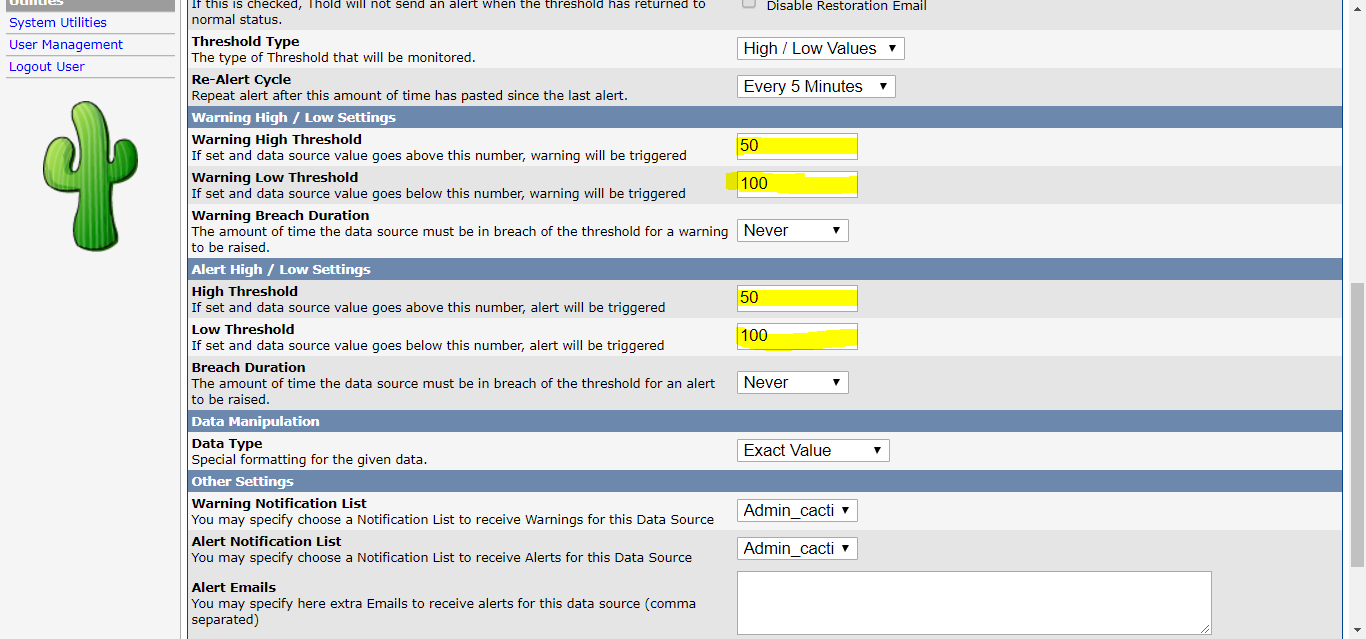 Utilities
System Utilities
User Management
Logout User
If this is checked, Thold will not send an alert when the threshold has returned to
normal status.
Disable Restoration Email
Threshold Type
The type of Threshold that will be monitored.
High / Low Values
Re-Alert Cycle
Repeat alert after this amount of time has pasted since the last alert.
Every 5 Minutes
Warning High / Low Settings
Warning High Threshold
If set and data source value goes above this number, warning will be triggered
50
Warning Low Threshold
If set and data source value goes below this number, warning will be triggered
100
Warning Breach Duration
The amount of time the data source must be in breach of the threshold for a warning
to be raised.
Never
Alert High / Low Settings
High Threshold
If set and data source value goes above this number, alert will be triggered
50
Low Threshold
If set and data source value goes below this number, alert will be triggered
100
Breach Duration
The amount of time the data source must be in breach of the threshold for an alert
to be raised.
Never
Data Manipulation
Data Type
Special formatting for the given data.
Exact Value
Other Settings
Warning Notification List
You may specify choose a Notification List to receive Warnings for this Data Source
Admin_cacti
Alert Notification List
You may specify choose a Notification List to receive Alerts for this Data Source
Admin_cacti
Alert Emails
You may specify here extra Emails to receive alerts for this data source (comma
separated)